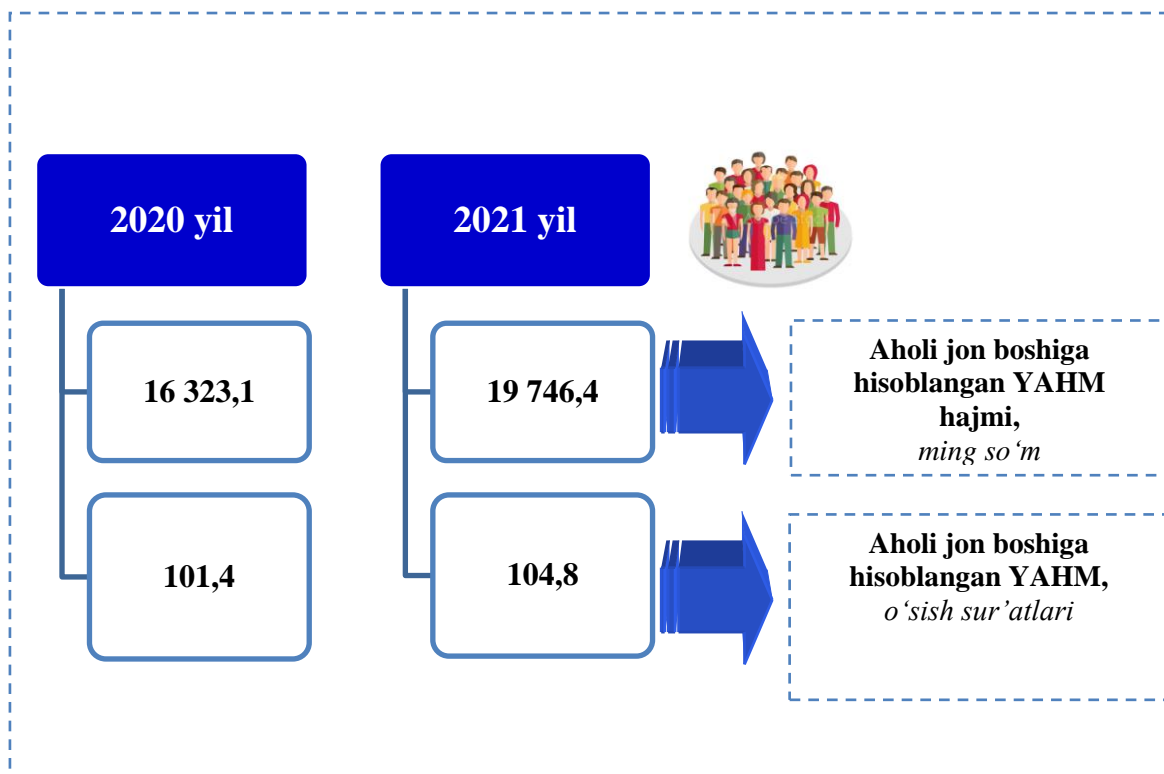 2020 yil
2021 yil
16 323,1
19 746,4
Aholi jon boshiga
hisoblangan YAHM
hajmi,
ming so‘m
101,4
104,8
Aholi jon boshiga
hisoblangan YAHM,
o‘sish sur’atlari